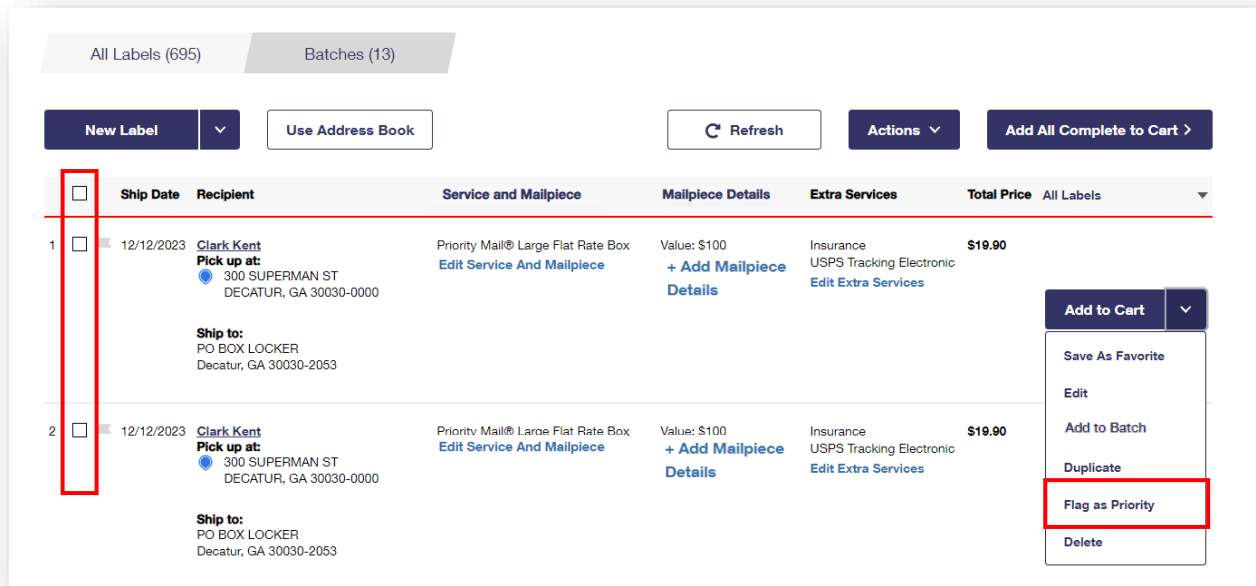 All Labels (695)
Batches (13)
New Label
Use Address Book
Refresh
Actions
Add All Complete to Cart >
Ship Date
Recipient
Service and Mailpiece
Mailpiece Details
Extra Services
Total Price
All Labels
1
12/12/2023
Clark Kent
Pick up at:
300 SUPERMAN ST
DECATUR, GA 30030-0000
Ship to:
PO BOX LOCKER
Decatur, GA 30030-2053
Priority Mail® Large Flat Rate Box
Edit Service And Mailpiece
Value: $100
+ Add Mailpiece
Details
Insurance
USPS Tracking Electronic
Edit Extra Services
$19.90
Add to Cart
Save As Favorite
Edit
Add to Batch
Duplicate
Flag as Priority
Delete
2
12/12/2023
Clark Kent
Pick up at:
300 SUPERMAN ST
DECATUR, GA 30030-0000
Ship to:
PO BOX LOCKER
Decatur, GA 30030-2053
Priority Mail® Large Flat Rate Box
Edit Service And Mailpiece
Value: $100
+ Add Mailpiece
Details
Insurance
USPS Tracking Electronic
Edit Extra Services
$19.90